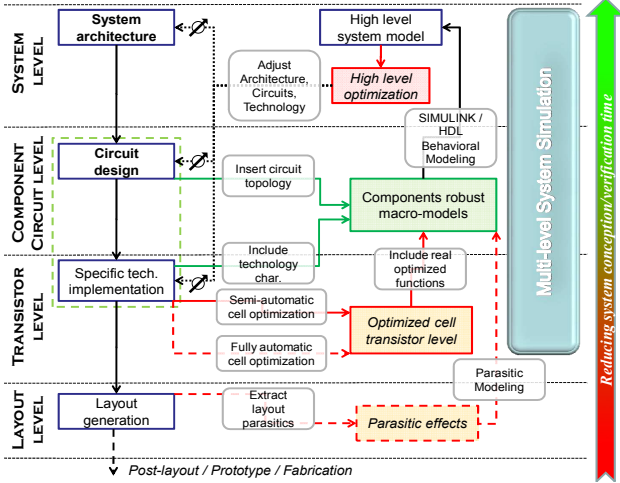 SYSTEM
LEVEL
System
architecture
High level
system model
Adjust
Architecture,
Circuits,
Technology
High level
optimization
SIMULINK /
HDL
Behavioral
Modeling
COMPONENT
CIRCUIT LEVEL
Circuit
design
Insert circuit
topology
Components robust
macro-models
Include
technology
char.
Include real
optimized
functions
TRANSISTOR
LEVEL
Specific tech.
implementation
Semi-automatic
cell optimization
Optimized cell
transistor level
Fully automatic
cell optimization
Parasitic
Modeling
LAYOUT
LEVEL
Layout
generation
Extract
layout
parasitics
Parasitic effects
Post-layout / Prototype / Fabrication
Multi-level System Simulation
Reducing system conception/verification time